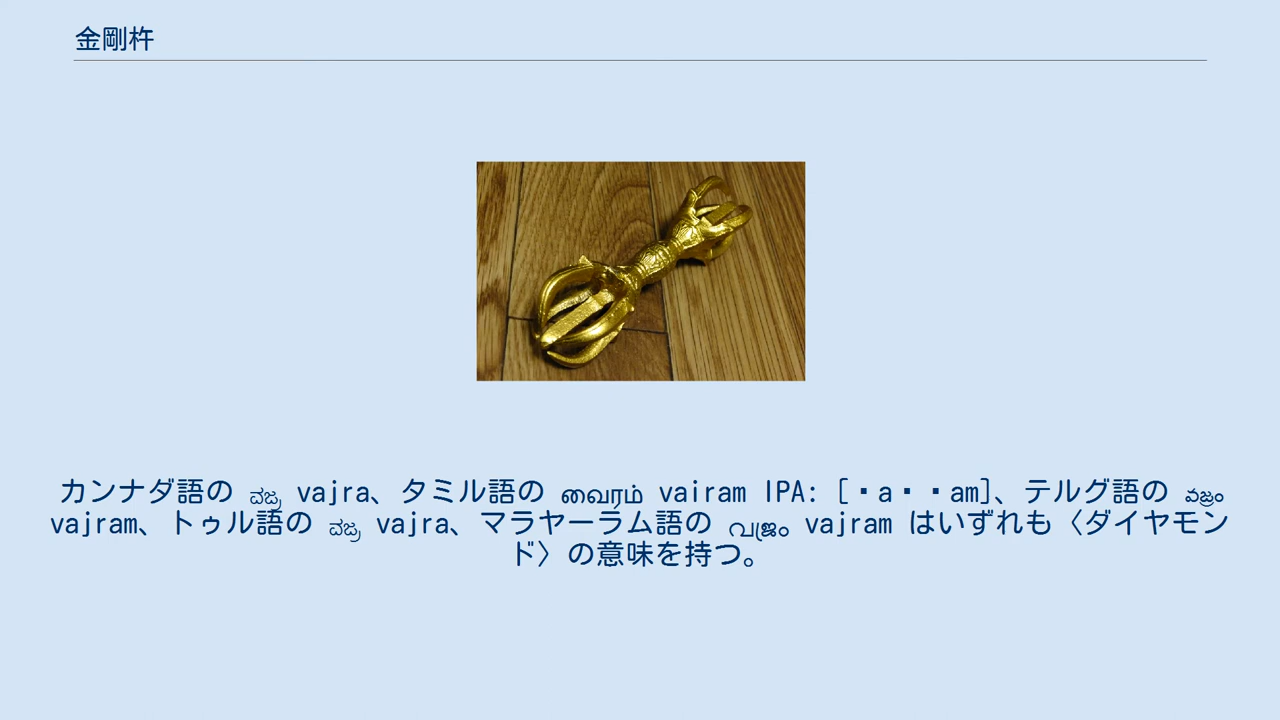 金剛杵
カンナダ語の ವಜ್ರ vajra、タミル語の வைரம் vairam IPA: [▪a▪▪am]、テルグ語の వజ్రం
vajram、トゥル語の ವಜ್ರ vajra、マラヤーラム語の വജ്രം vajram はいずれも〈ダイヤモン
ド〉の意味を持つ。